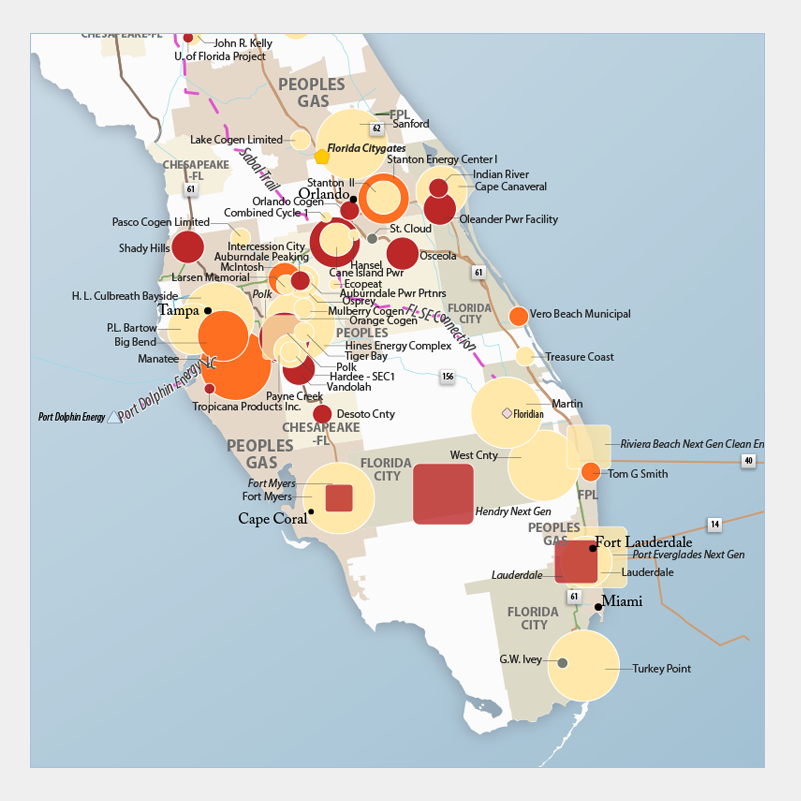 CHESAPEAKE-FL
John R. Kelly
U. of Florida Project
PEOPLES
GAS
FPL
62
Sanford
Lake Cogen Limited
Florida Citygates
Stanton Energy Center I
CHESAPEAKE
-FL
Sabal Trail
Indian River
61
Stanton II
Cape Canaveral
Orlando
Orlando Cogen
Combined Cycle 1
Oleander Pwr Facility
Pasco Cogen Limited
St. Cloud
Shady Hills
Intercession City
Auburndale Peaking
Osceola
McIntosh
Hansel
Larsen Memorial
Cane Island Pwr
61
Ecopeat
H. L. Culbreath Bayside
Polk
Auburndale Pwr Prtnrs
Osprey
Tampa
Mulberry Cogen
FL SE Connection
FLORIDA
CITY
Vero Beach Municipal
Orange Cogen
P.L. Bartow
PEOPLES
Big Bend
Hines Energy Complex
Manatee
Tiger Bay
Treasure Coast
Polk
Hardee - SEC1
156
Vandolah
Port Dolphin Energy LLC
Payne Creek
Tropicana Products Inc.
Martin
Port Dolphin Energy
Desoto Cnty
Floridian
CHESAPEAKE
-FL
PEOPLES
GAS
Riviera Beach Next Gen Clean En
West Cnty
40
FLORIDA
CITY
Tom G Smith
Fort Myers
Fort Myers
FPL
Hendry Next Gen
Cape Coral
14
PEOPLES
GAS
Fort Lauderdale
Port Everglades Next Gen
Lauderdale
Lauderdale
61
Miami
FLORIDA
CITY
G.W. Ivey
Turkey Point